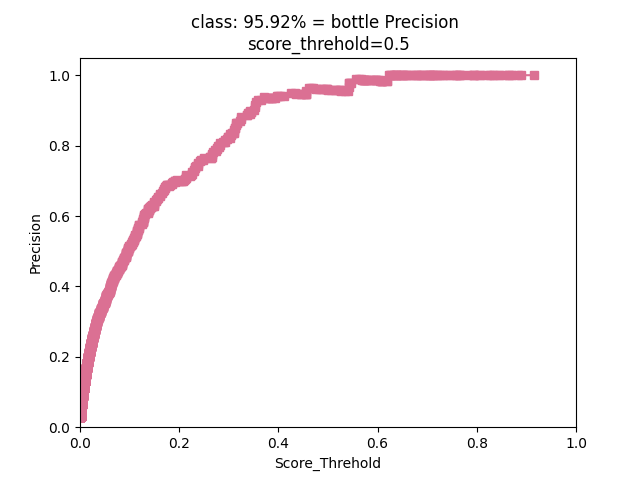 class: 95.92% = bottle Precision
score_threhold=0.5
1.0
0.8
0.6
0.4
0.2
0.0
Precision
0.0 0.2 0.4 0.6 0.8 1.0
Score_Threhold